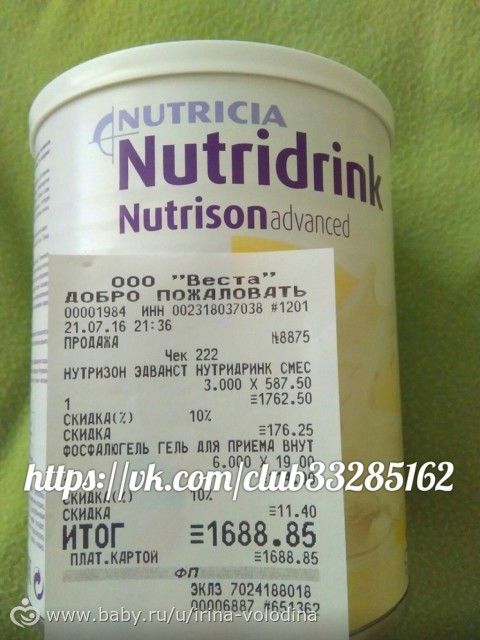 NUTRICIA
Nutridrink
Nutrison advanced
ООО "Веста"
ДОБРО ПОЖАЛОВАТЬ
00001984 ИНН 002318037038 #1201
21.07.16 21:36
ПРОДАЖА №8875
Чек 222
НУТРИЗОН ЭДВАНСТ НУТРИДРИНК СМЕС
3.000 X 587.50
1 ≡1762.50
СКИДКА(%) 10%
СКИДКА ≡176.25
ФОСФАЛЮГЕЛЬ ГЕЛЬ ДЛЯ ПРИЕМА ВНУТ
6.000 X 19.00
https://vk.com/club33285162
СКИДКА(%) 10%
СКИДКА ≡11.40
ИТОГ ≡1688.85
ПЛАТ.КАРТОЙ ≡1688.85
ФП
ЭКЛЗ 7024188018
00006887 #651362
www.baby.ru/u/irina-volodina